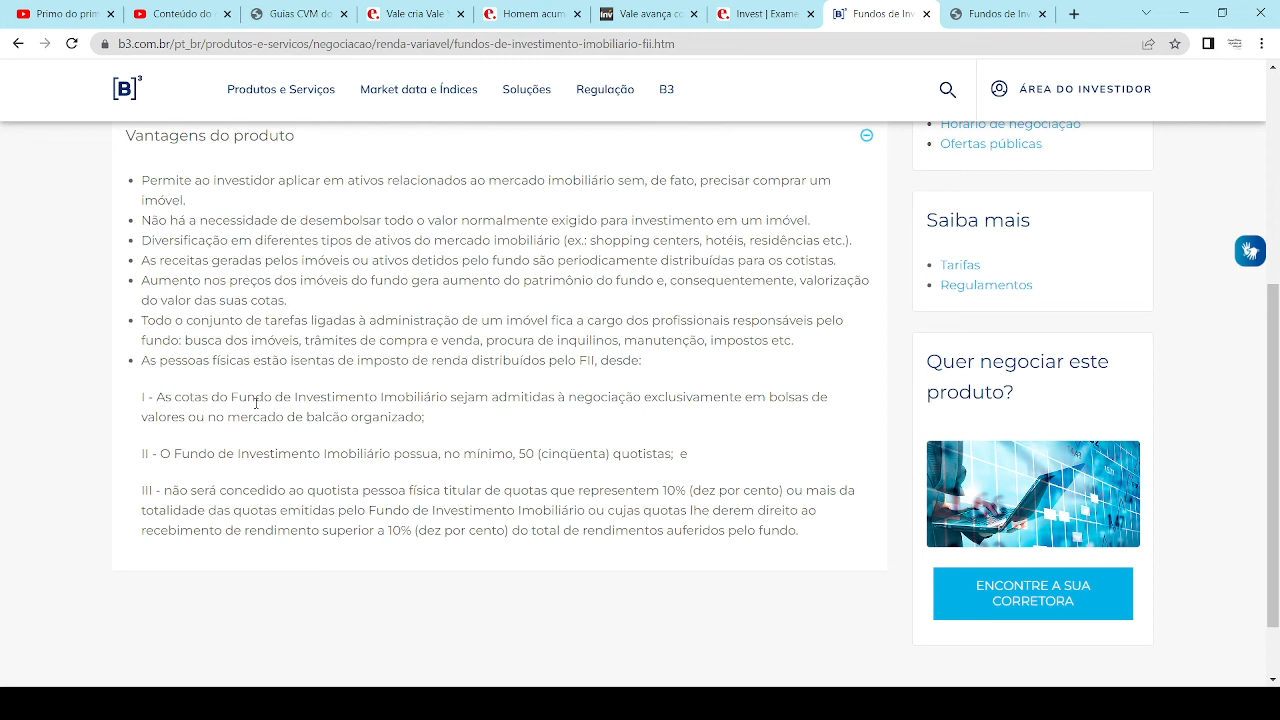 Primo do prim
Conteúdo do
Guias CVM do
Vale cria Vale
Homem aum
Vale avança c
Invest | Exame
Fundos de Inv
Fundos de Inv
b3.com.br/pt_br/produtos-e-servicos/negociacao/renda-variavel/fundos-de-investimento-imobiliario-fii.htm
[B]³
Produtos e Serviços
Market data e Índices
Soluções
Regulação
B3
ÁREA DO INVESTIDOR
Vantagens do produto
• Permite ao investidor aplicar em ativos relacionados ao mercado imobiliário sem, de fato, precisar comprar um
imóvel.
• Não há a necessidade de desembolsar todo o valor normalmente exigido para investimento em um imóvel.
• Diversificação em diferentes tipos de ativos do mercado imobiliário (ex.: shopping centers, hotéis, residências etc.).
• As receitas geradas pelos imóveis ou ativos detidos pelo fundo são periodicamente distribuídas para os cotistas.
• Aumento nos preços dos imóveis do fundo gera aumento do patrimônio do fundo e, consequentemente, valorização
do valor das suas cotas.
• Todo o conjunto de tarefas ligadas à administração de um imóvel fica a cargo dos profissionais responsáveis pelo
fundo: busca dos imóveis, trâmites de compra e venda, procura de inquilinos, manutenção, impostos etc.
• As pessoas físicas estão isentas de imposto de renda distribuídos pelo FII, desde:
I - As cotas do Fundo de Investimento Imobiliário sejam admitidas à negociação exclusivamente em bolsas de
valores ou no mercado de balcão organizado;
II - O Fundo de Investimento Imobiliário possua, no mínimo, 50 (cinqüenta) quotistas; e
III - não será concedido ao quotista pessoa física titular de quotas que representem 10% (dez por cento) ou mais da
totalidade das quotas emitidas pelo Fundo de Investimento Imobiliário ou cujas quotas lhe derem direito ao
recebimento de rendimento superior a 10% (dez por cento) do total de rendimentos auferidos pelo fundo.
• Horário de negociação
• Ofertas públicas
Saiba mais
• Tarifas
• Regulamentos
Quer negociar este
produto?
ENCONTRE A SUA
CORRETORA